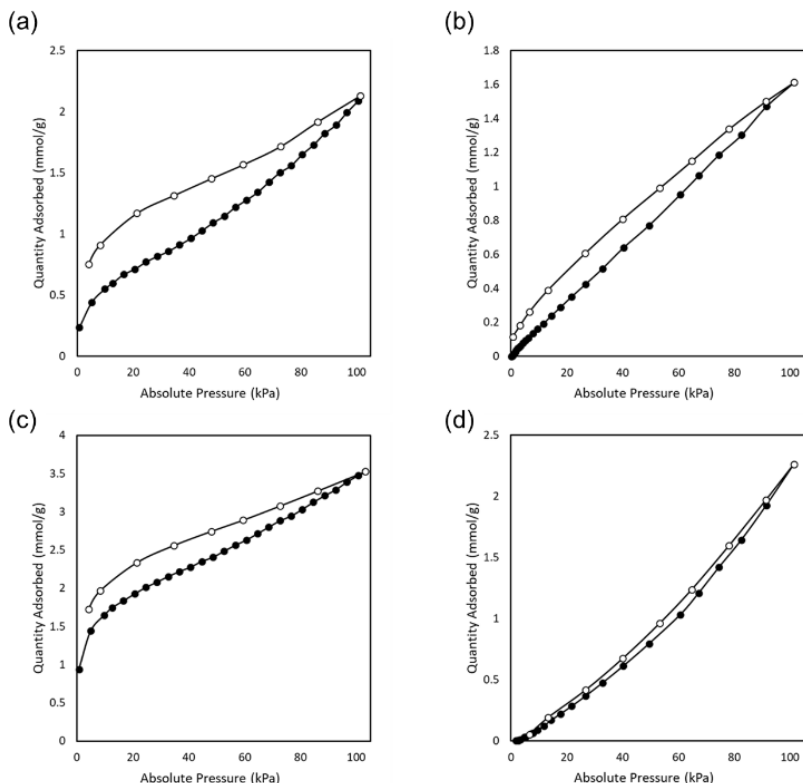 (a)
2.5
2
1.5
1
0.5
0
Quantity Adsorbed (mmol/g)
0 20 40 60 80 100
Absolute Pressure (kPa)
(b)
1.8
1.6
1.4
1.2
1
0.8
0.6
0.4
0.2
0
Quantity Adsorbed (mmol/g)
0 20 40 60 80 100
Absolute Pressure (kPa)
(c)
4
3.5
3
2.5
2
1.5
1
0.5
0
Quantity Adsorbed (mmol/g)
0 20 40 60 80 100
Absolute Pressure (kPa)
(d)
2.5
2
1.5
1
0.5
0
Quantity Adsorbed (mmol/g)
0 20 40 60 80 100
Absolute Pressure (kPa)